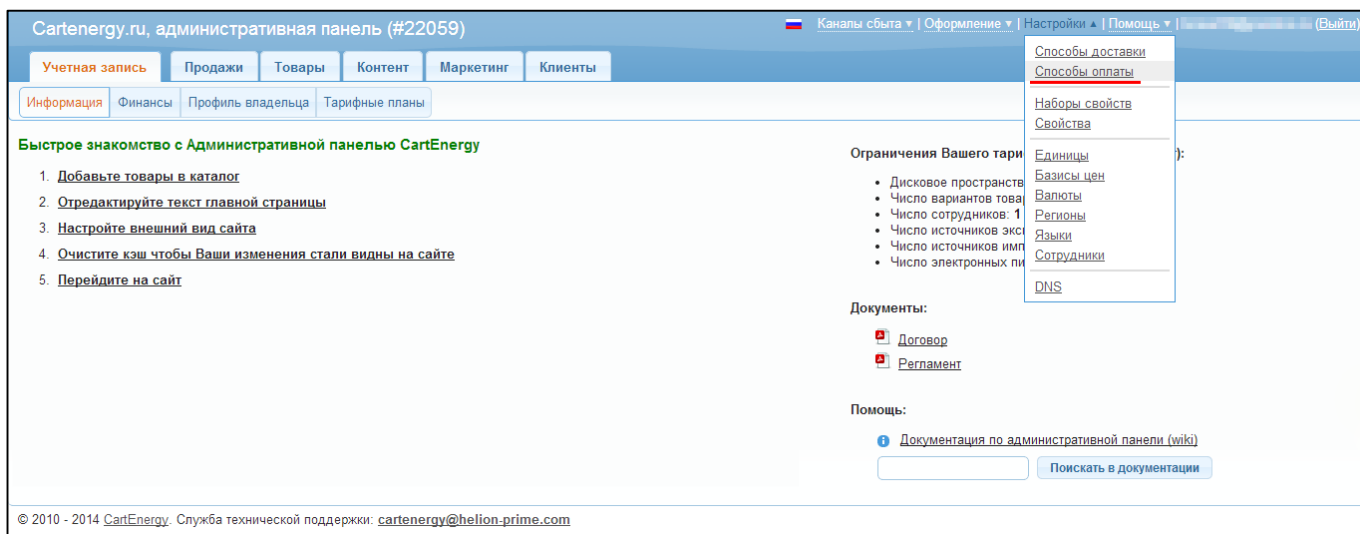 Cartenergy.ru, административная панель (#22059)
Каналы сбыта ▾ | Оформление ▾ | Настройки ▴ | Помощь ▾ | (Выйти)
Учетная запись Продажи Товары Контент Маркетинг Клиенты
Информация Финансы Профиль владельца Тарифные планы
Способы доставки
Способы оплаты
Наборы свойств
Свойства
Единицы
Базисы цен
Валюты
Регионы
Языки
Сотрудники
DNS
Быстрое знакомство с Административной панелью CartEnergy
1. Добавьте товары в каталог
2. Отредактируйте текст главной страницы
3. Настройте внешний вид сайта
4. Очистите кэш чтобы Ваши изменения стали видны на сайте
5. Перейдите на сайт
Ограничения Вашего ):
• Дисковое
• Число вариантов
• Число сотрудников: 1
• Число источников
• Число источников
• Число электронных
Документы:
Договор
Регламент
Помощь:
Документация по административной панели (wiki)
Поискать в документации
© 2010 - 2014 CartEnergy. Служба технической поддержки: cartenergy@helion-prime.com